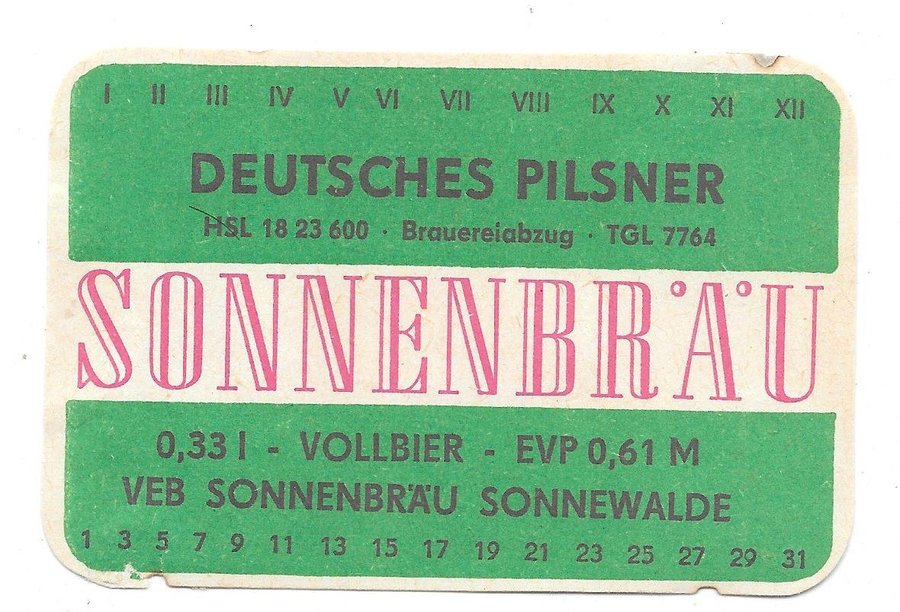 I II III IV V VI VII VIII IX X XI XII
DEUTSCHES PILSNER
HSL 18 23 600 · Brauereiabzug · TGL 7764
SONNENBRÄU
0,33 l - VOLLBIER - EVP 0,61 M
VEB SONNENBRÄU SONNEWALDE
1 3 5 7 9 11 13 15 17 19 21 23 25 27 29 31